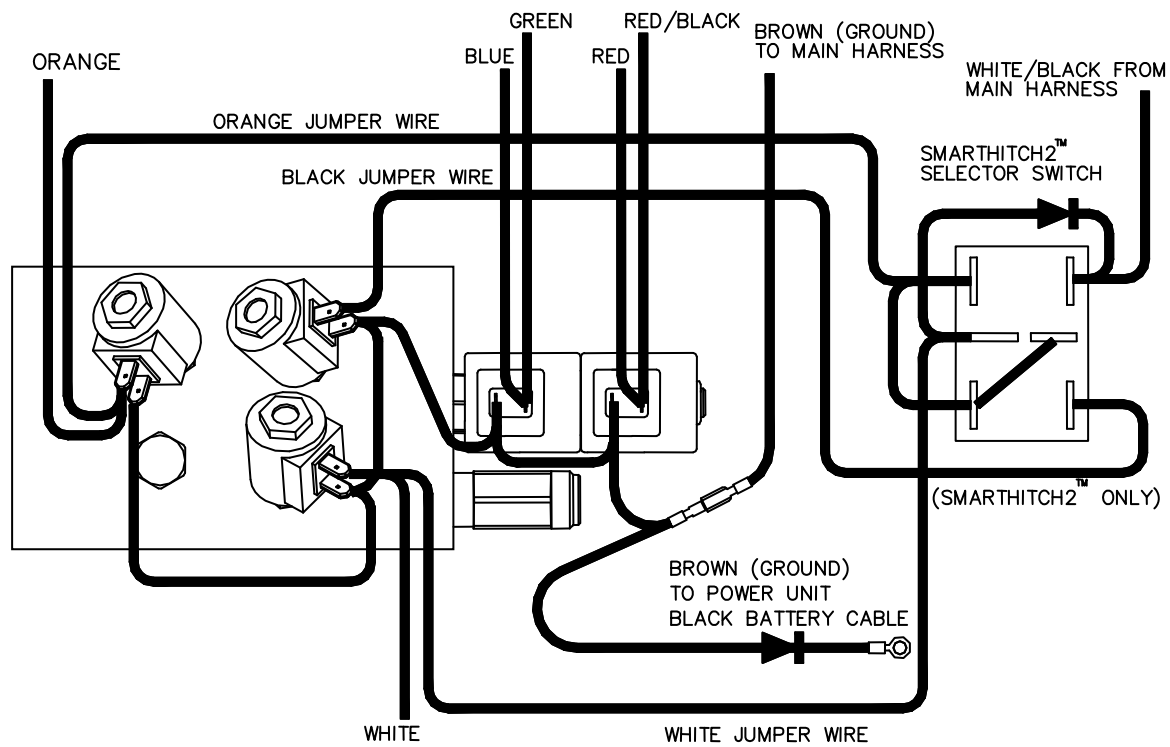 GREEN
RED/BLACK
BROWN (GROUND)
TO MAIN HARNESS
ORANGE
BLUE
RED
WHITE/BLACK FROM
MAIN HARNESS
ORANGE JUMPER WIRE
SMARTHITCH2™
SELECTOR SWITCH
BLACK JUMPER WIRE
(SMARTHITCH2™ ONLY)
BROWN (GROUND)
TO POWER UNIT
BLACK BATTERY CABLE
WHITE
WHITE JUMPER WIRE